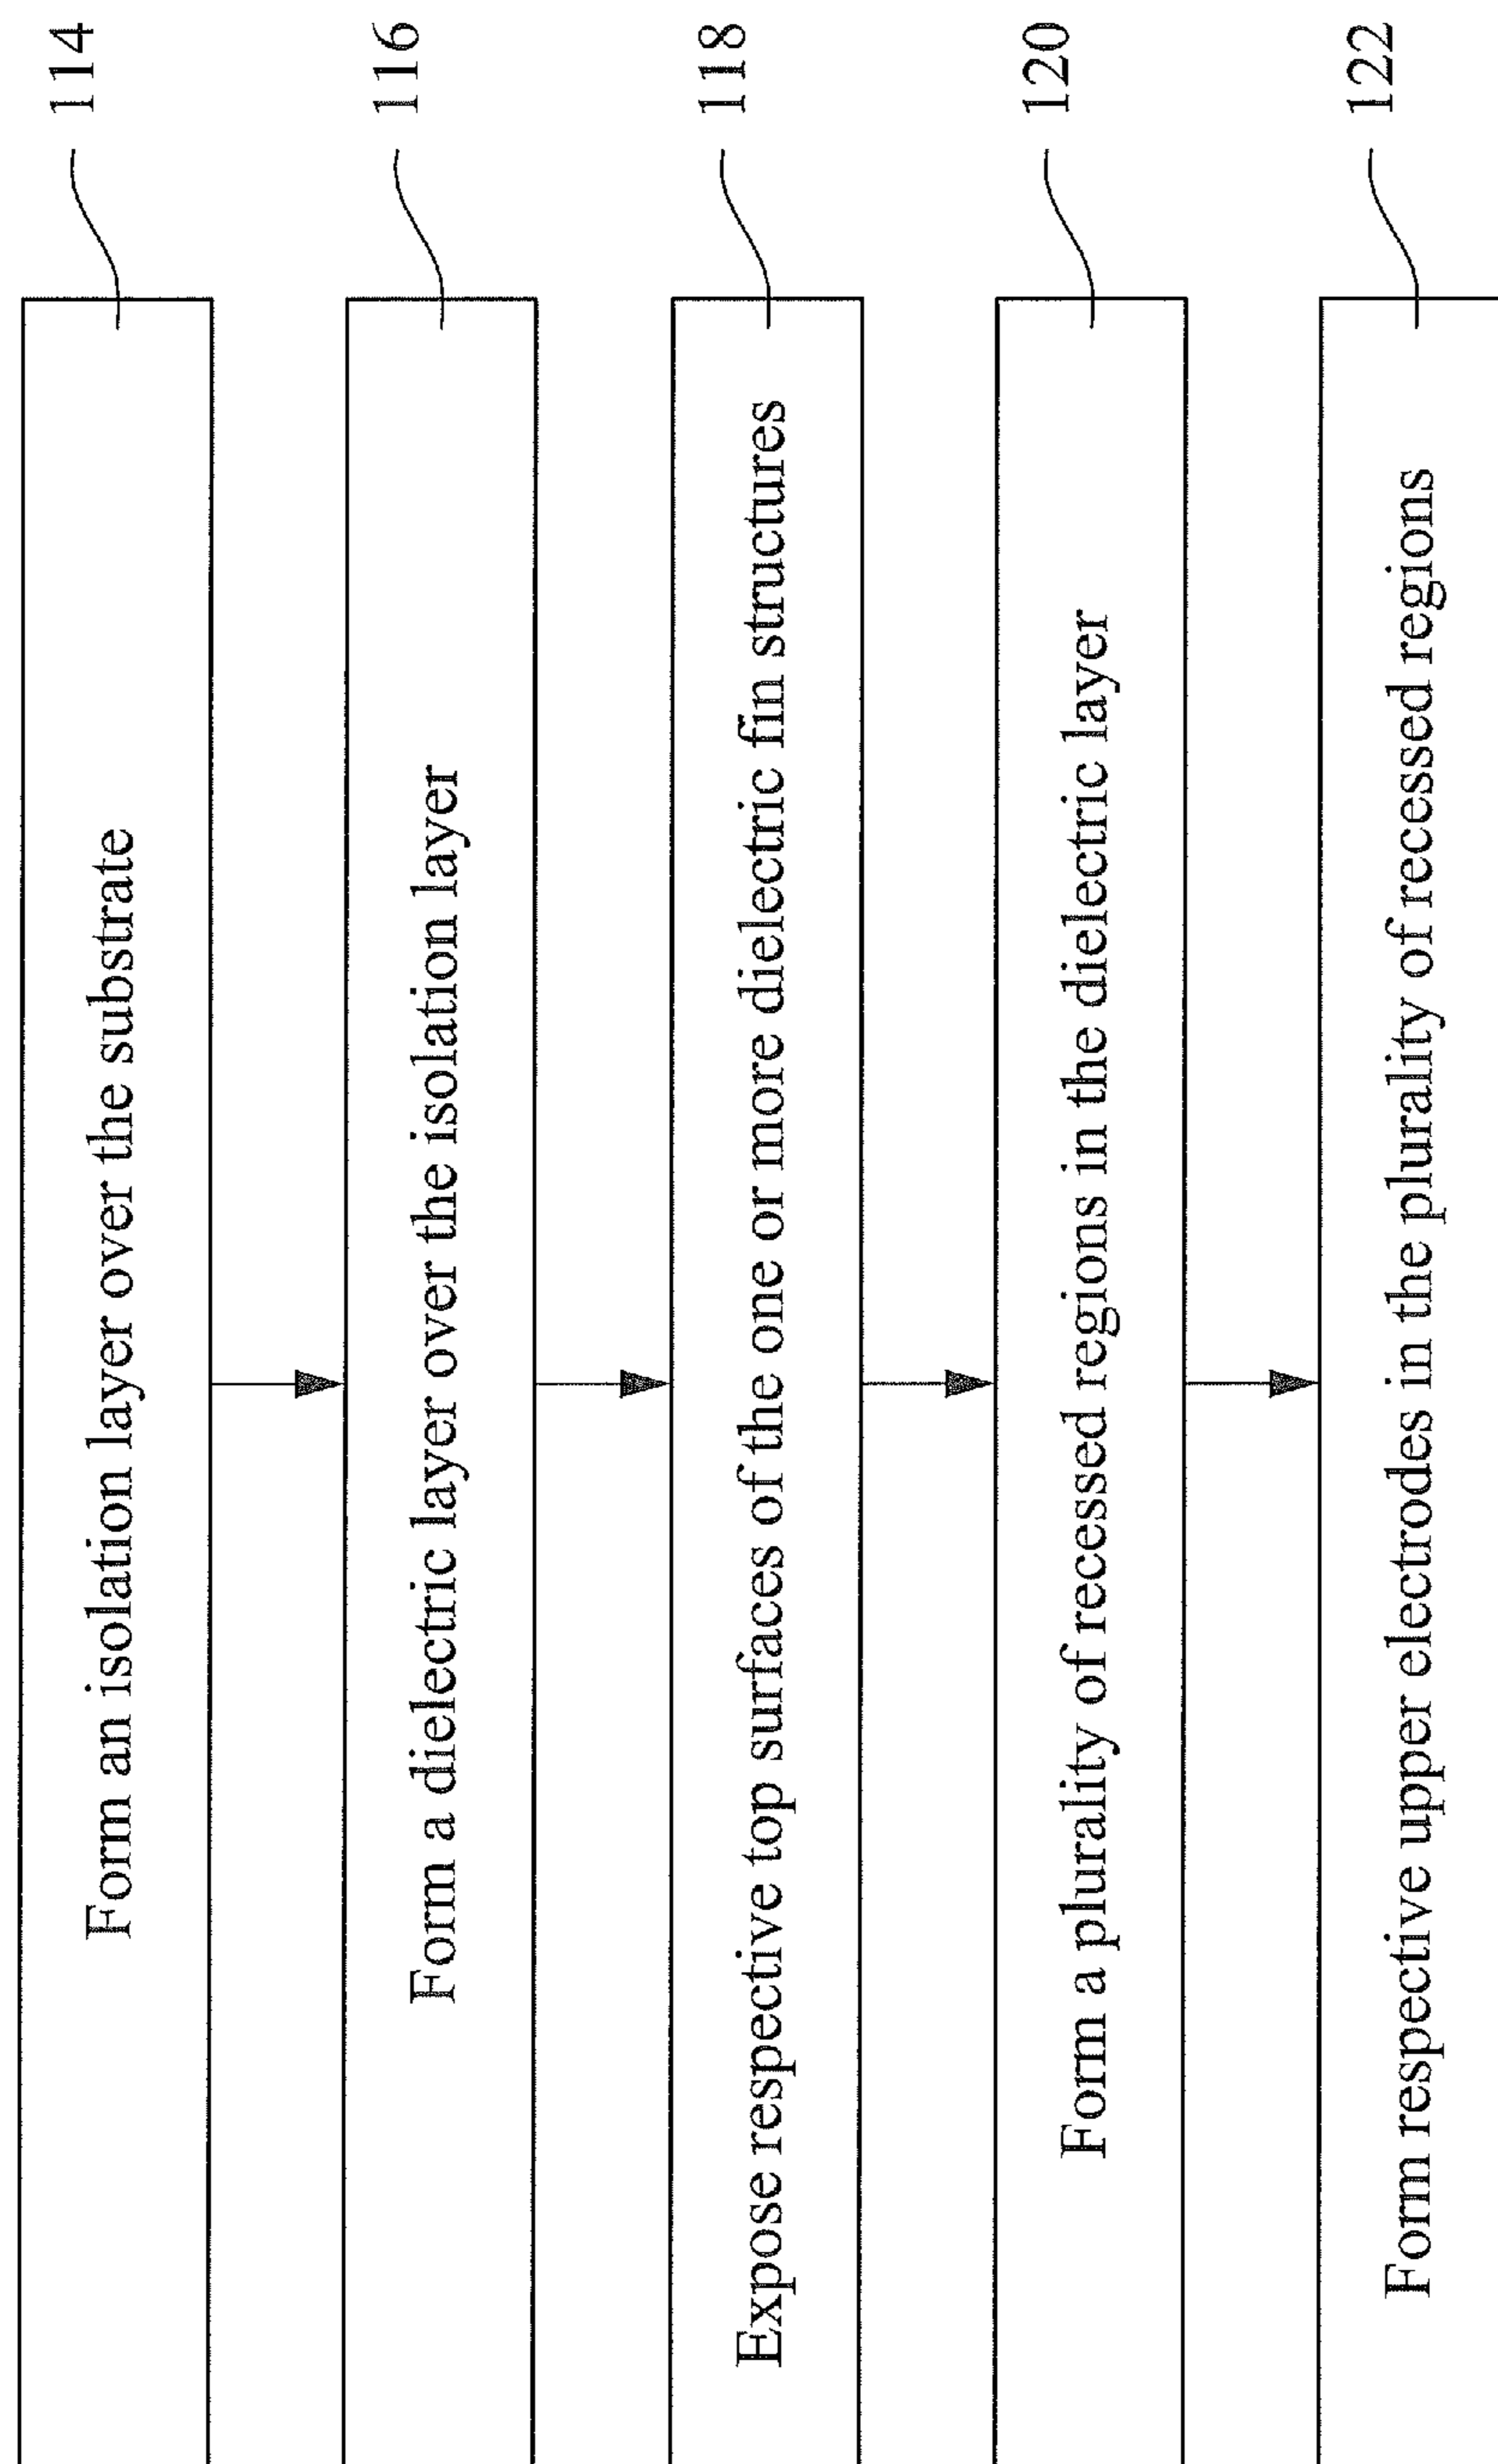 Form an isolation layer over the substrate
114
Form a dielectric layer over the isolation layer
116
Expose respective top surfaces of the one or more dielectric fin structures
118
Form a plurality of recessed regions in the dielectric layer
120
Form respective upper electrodes in the plurality of recessed regions
122